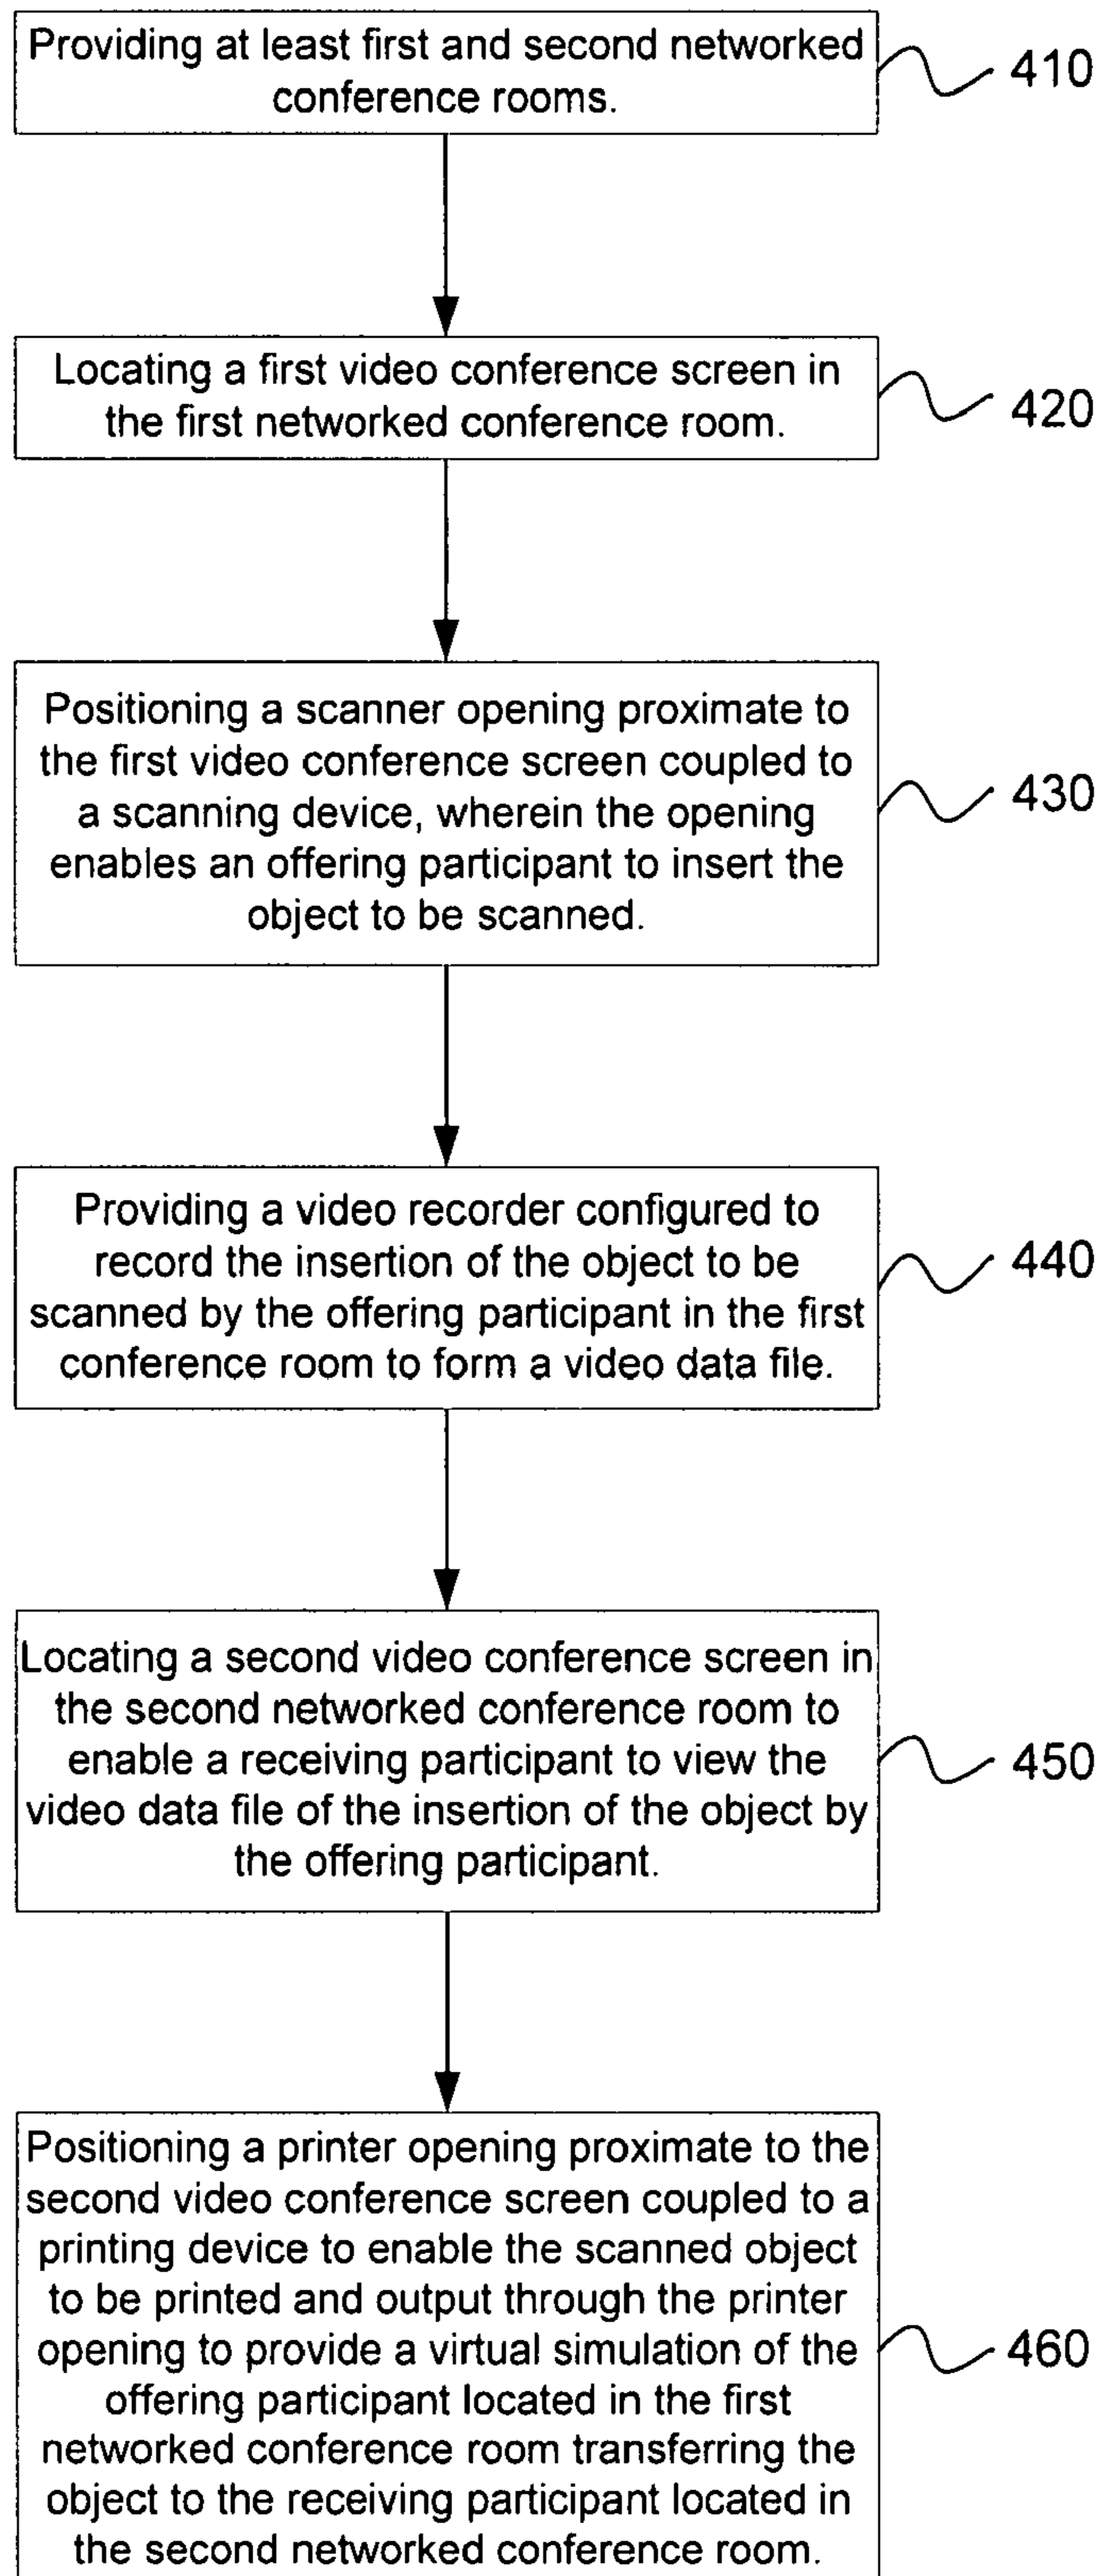 Providing at least first and second networked
conference rooms.
410
Locating a first video conference screen in
the first networked conference room.
420
Positioning a scanner opening proximate to
the first video conference screen coupled to
a scanning device, wherein the opening
enables an offering participant to insert the
object to be scanned.
430
Providing a video recorder configured to
record the insertion of the object to be
scanned by the offering participant in the first
conference room to form a video data file.
440
Locating a second video conference screen in
the second networked conference room to
enable a receiving participant to view the
video data file of the insertion of the object by
the offering participant.
450
Positioning a printer opening proximate to the
second video conference screen coupled to a
printing device to enable the scanned object
to be printed and output through the printer
opening to provide a virtual simulation of the
offering participant located in the first
networked conference room transferring the
object to the receiving participant located in
the second networked conference room.
460